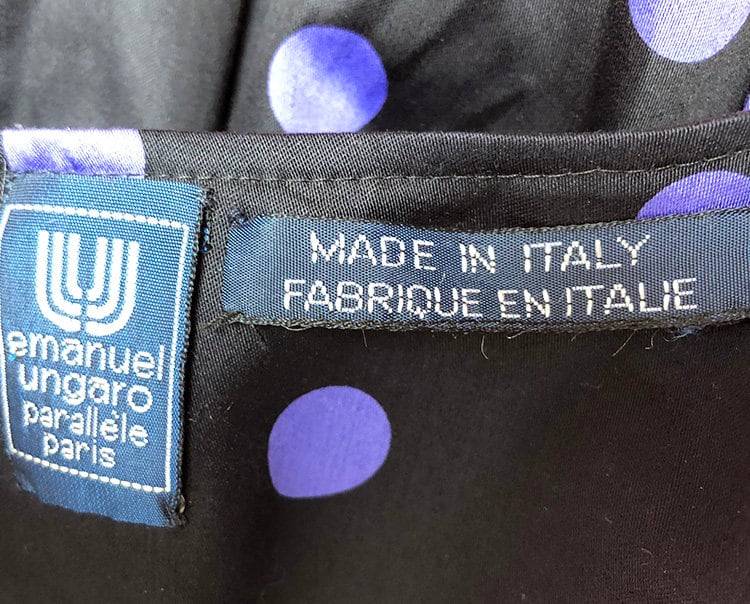 emanuel
ungaro
parallèle
paris
MADE IN ITALY
FABRIQUE EN ITALIE